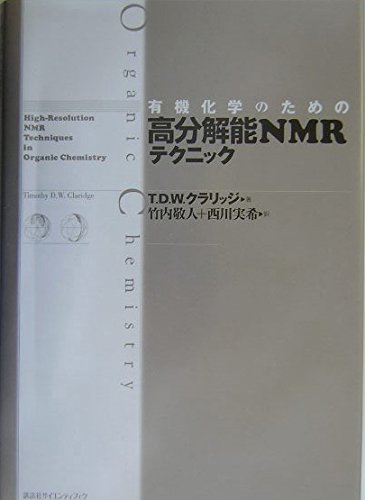 Organic Chemistry
High-Resolution
NMR
Techniques
in
Organic Chemistry
Timothy D. W. Claridge
有機化学のための
高分解能NMR
テクニック
T.D.W.クラリッジ▶著
竹内敬人+西川実希▶訳
講談社サイエンティフィク